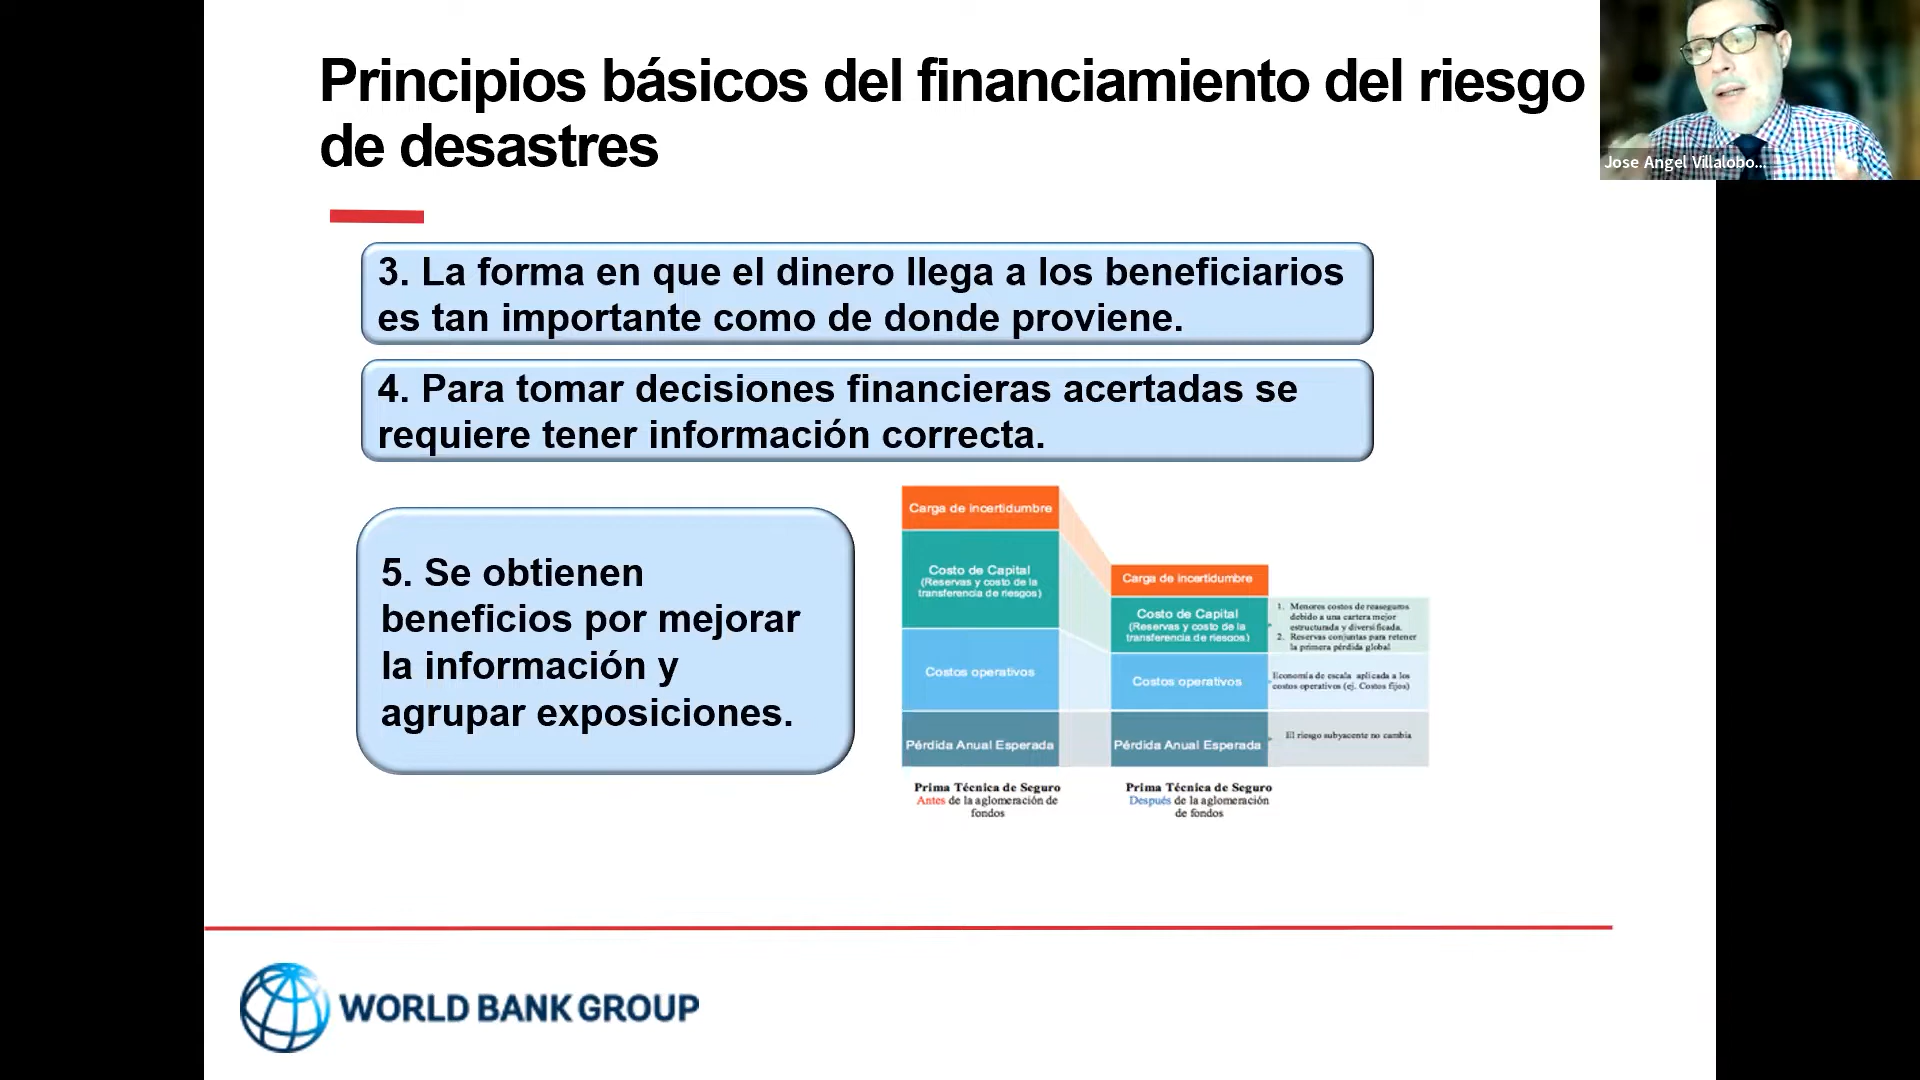 Principios básicos del financiamiento del riesgo
de desastres
Jose Angel Villalobo...
3. La forma en que el dinero llega a los beneficiarios
es tan importante como de donde proviene.
4. Para tomar decisiones financieras acertadas se
requiere tener información correcta.
5. Se obtienen
beneficios por mejorar
la información y
agrupar exposiciones.
Carga de incertidumbre
Costo de Capital
(Reservas y costo de la
transferencia de riesgos)
Costos operativos
Pérdida Anual Esperada
Prima Técnica de Seguro
Antes de la aglomeración de
fondos
Carga de incertidumbre
Costo de Capital
(Reservas y costo de la
transferencia de riesgos)
Costos operativos
Pérdida Anual Esperada
Prima Técnica de Seguro
Después de la aglomeración
de fondos
1. Menores costos de reaseguros
debido a una cartera mejor
estructurada y diversificada.
2. Reservas conjuntas para retener
la primera pérdida global
Economía de escala aplicada a los
costos operativos (ej. Costos fijos)
El riesgo subyacente no cambia
WORLD BANK GROUP